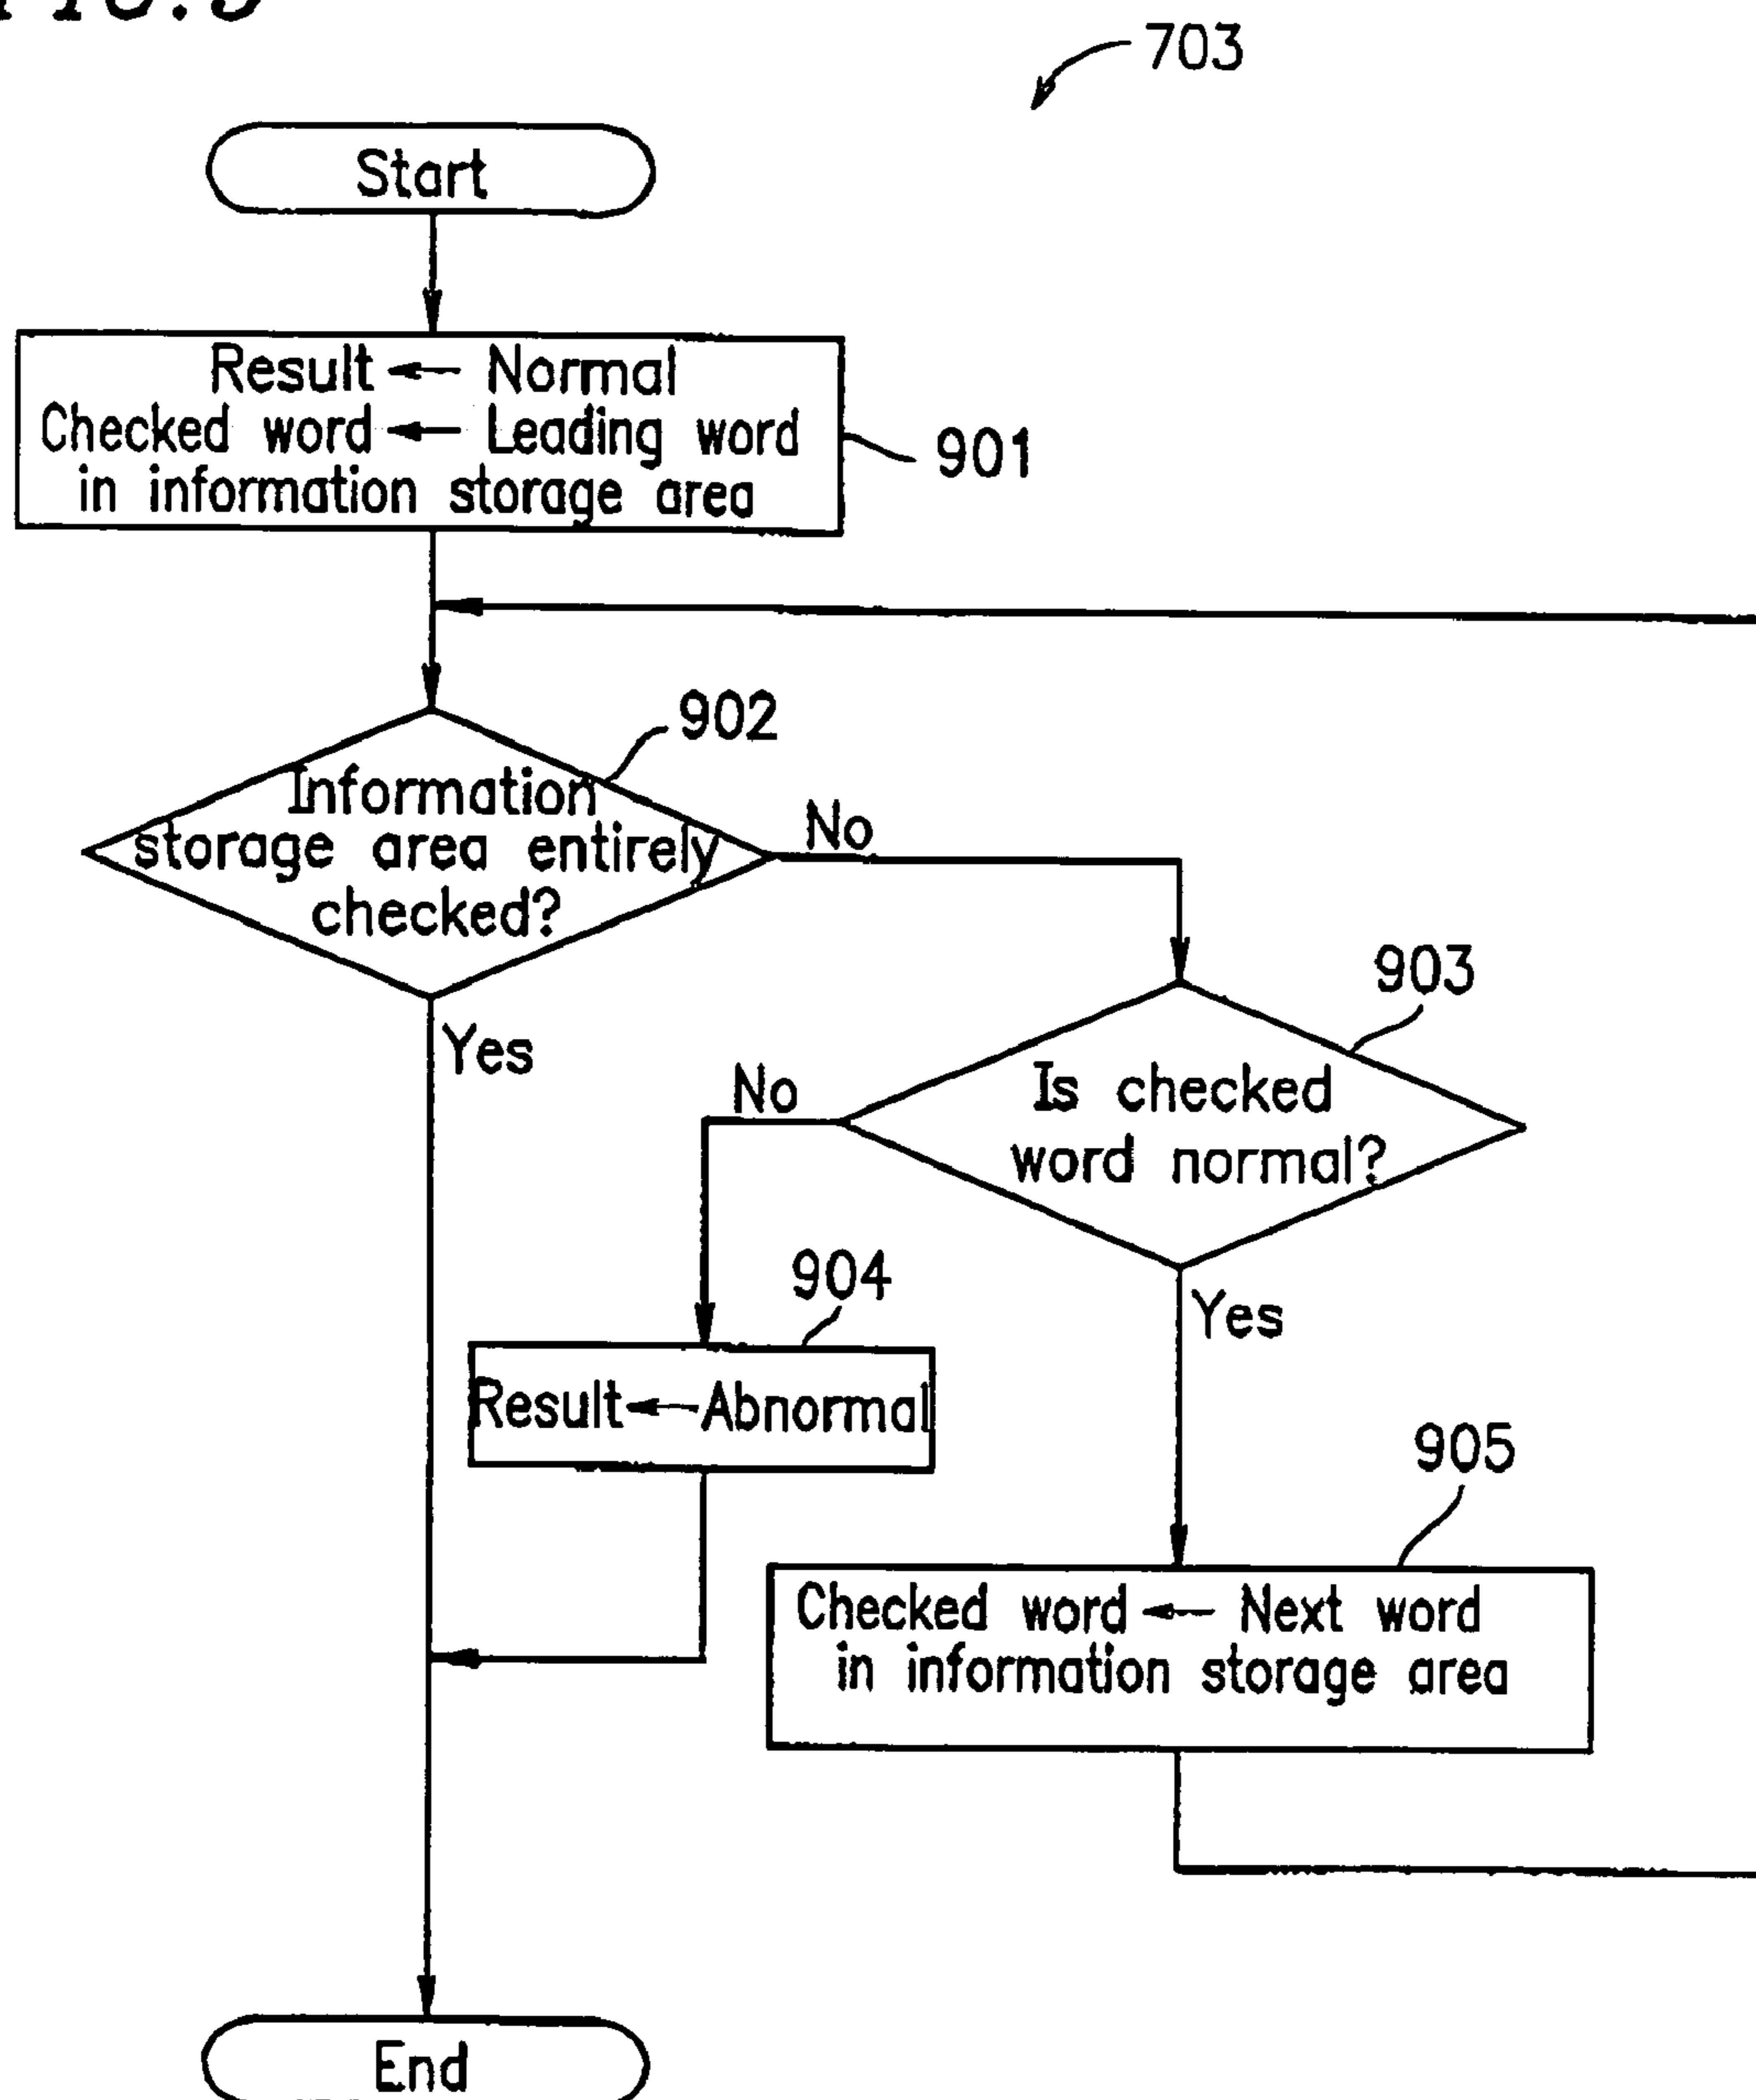 703
Start
Result ← Normal
Checked word ← Leading word
in information storage area
901
902
Information
storage area entirely
checked?
No
Yes
903
Is checked
word normal?
No
Yes
904
Result←Abnormal
905
Checked word ← Next word
in information storage area
End